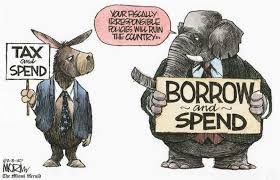 YOUR FISCALLY
IRRESPONSIBLE
POLICIES WILL RUIN
THE COUNTRY...
TAX
and
SPEND
BORROW
and
SPEND
The Miami Herald